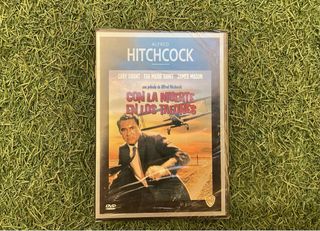 ALFRED
HITCHCOCK
CARY GRANT · EVA MARIE SAINT · JAMES MASON
una película de Alfred Hitchcock
CON LA MUERTE
EN LOS TALONES
DVD